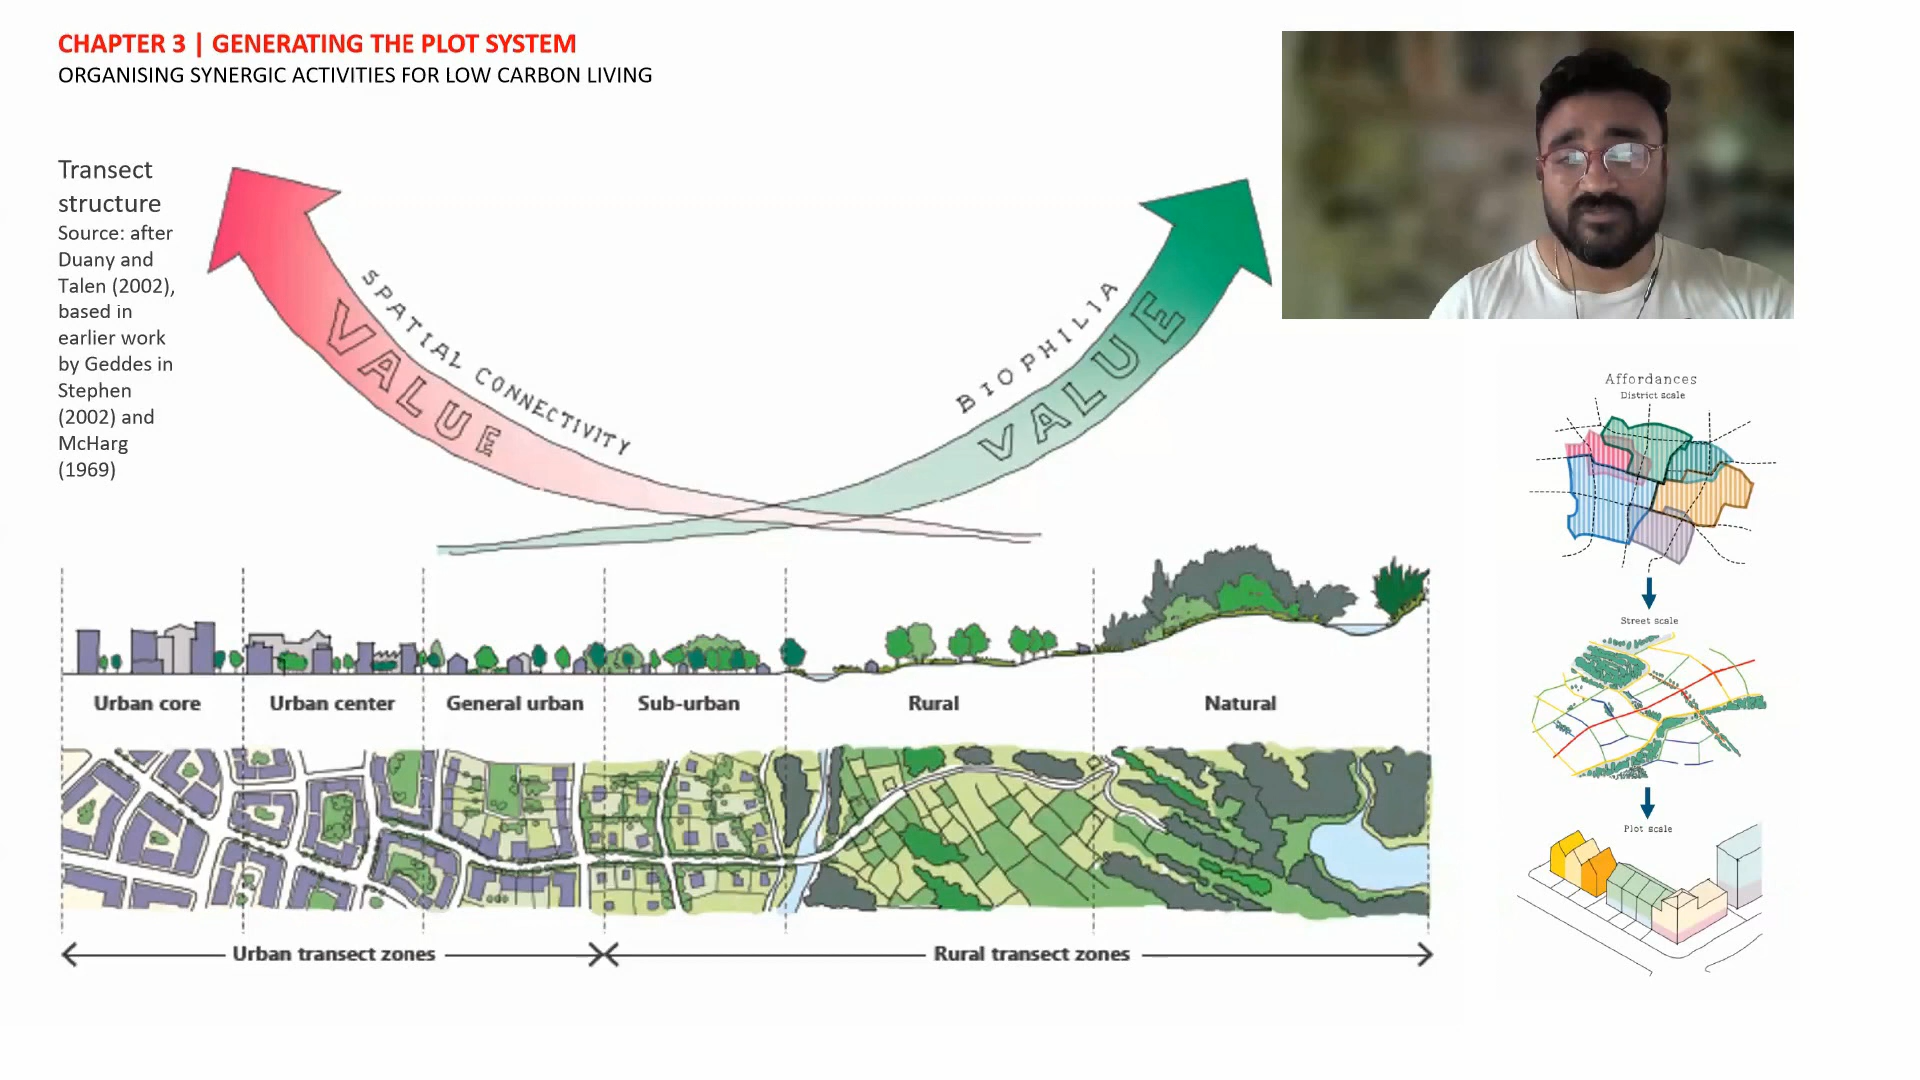 CHAPTER 3 | GENERATING THE PLOT SYSTEM
ORGANISING SYNERGIC ACTIVITIES FOR LOW CARBON LIVING
Transect
structure
Source: after
Duany and
Talen (2002),
based in
earlier work
by Geddes in
Stephen
(2002) and
McHarg
(1969)
SPATIAL CONNECTIVITY
VALUE
BIOPHILIA
VALUE
Urban core
Urban center
General urban
Sub-urban
Rural
Natural
Urban transect zones
Rural transect zones
Affordances
District scale
Street scale
Plot scale